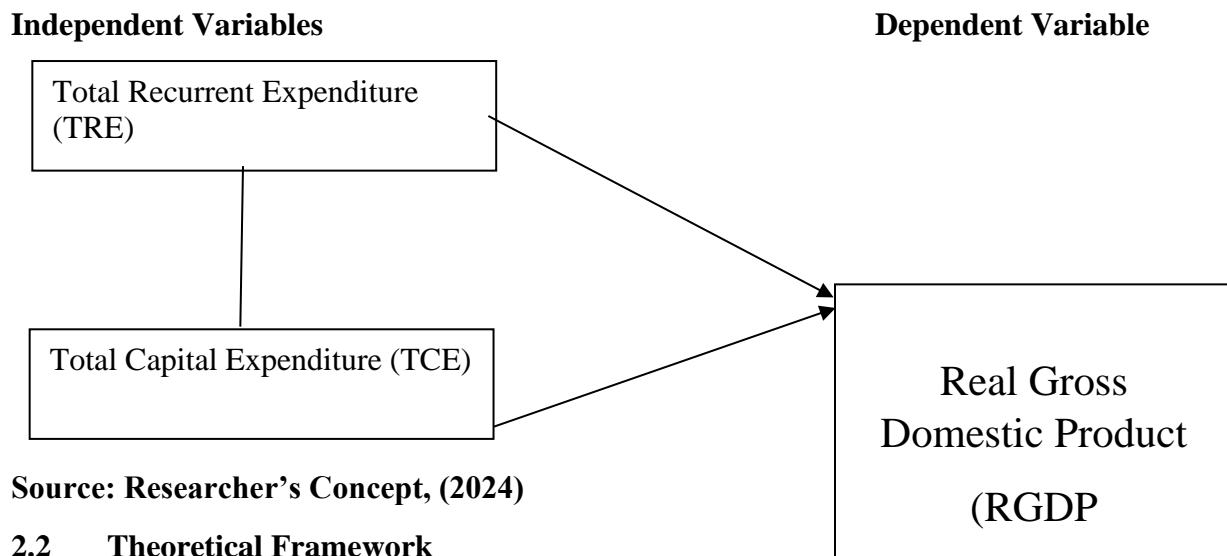 Independent Variables Dependent Variable
Total Recurrent Expenditure
(TRE)
Total Capital Expenditure (TCE)
Real Gross
Domestic Product
(RGDP
Source: Researcher’s Concept, (2024)
2.2 Theoretical Framework